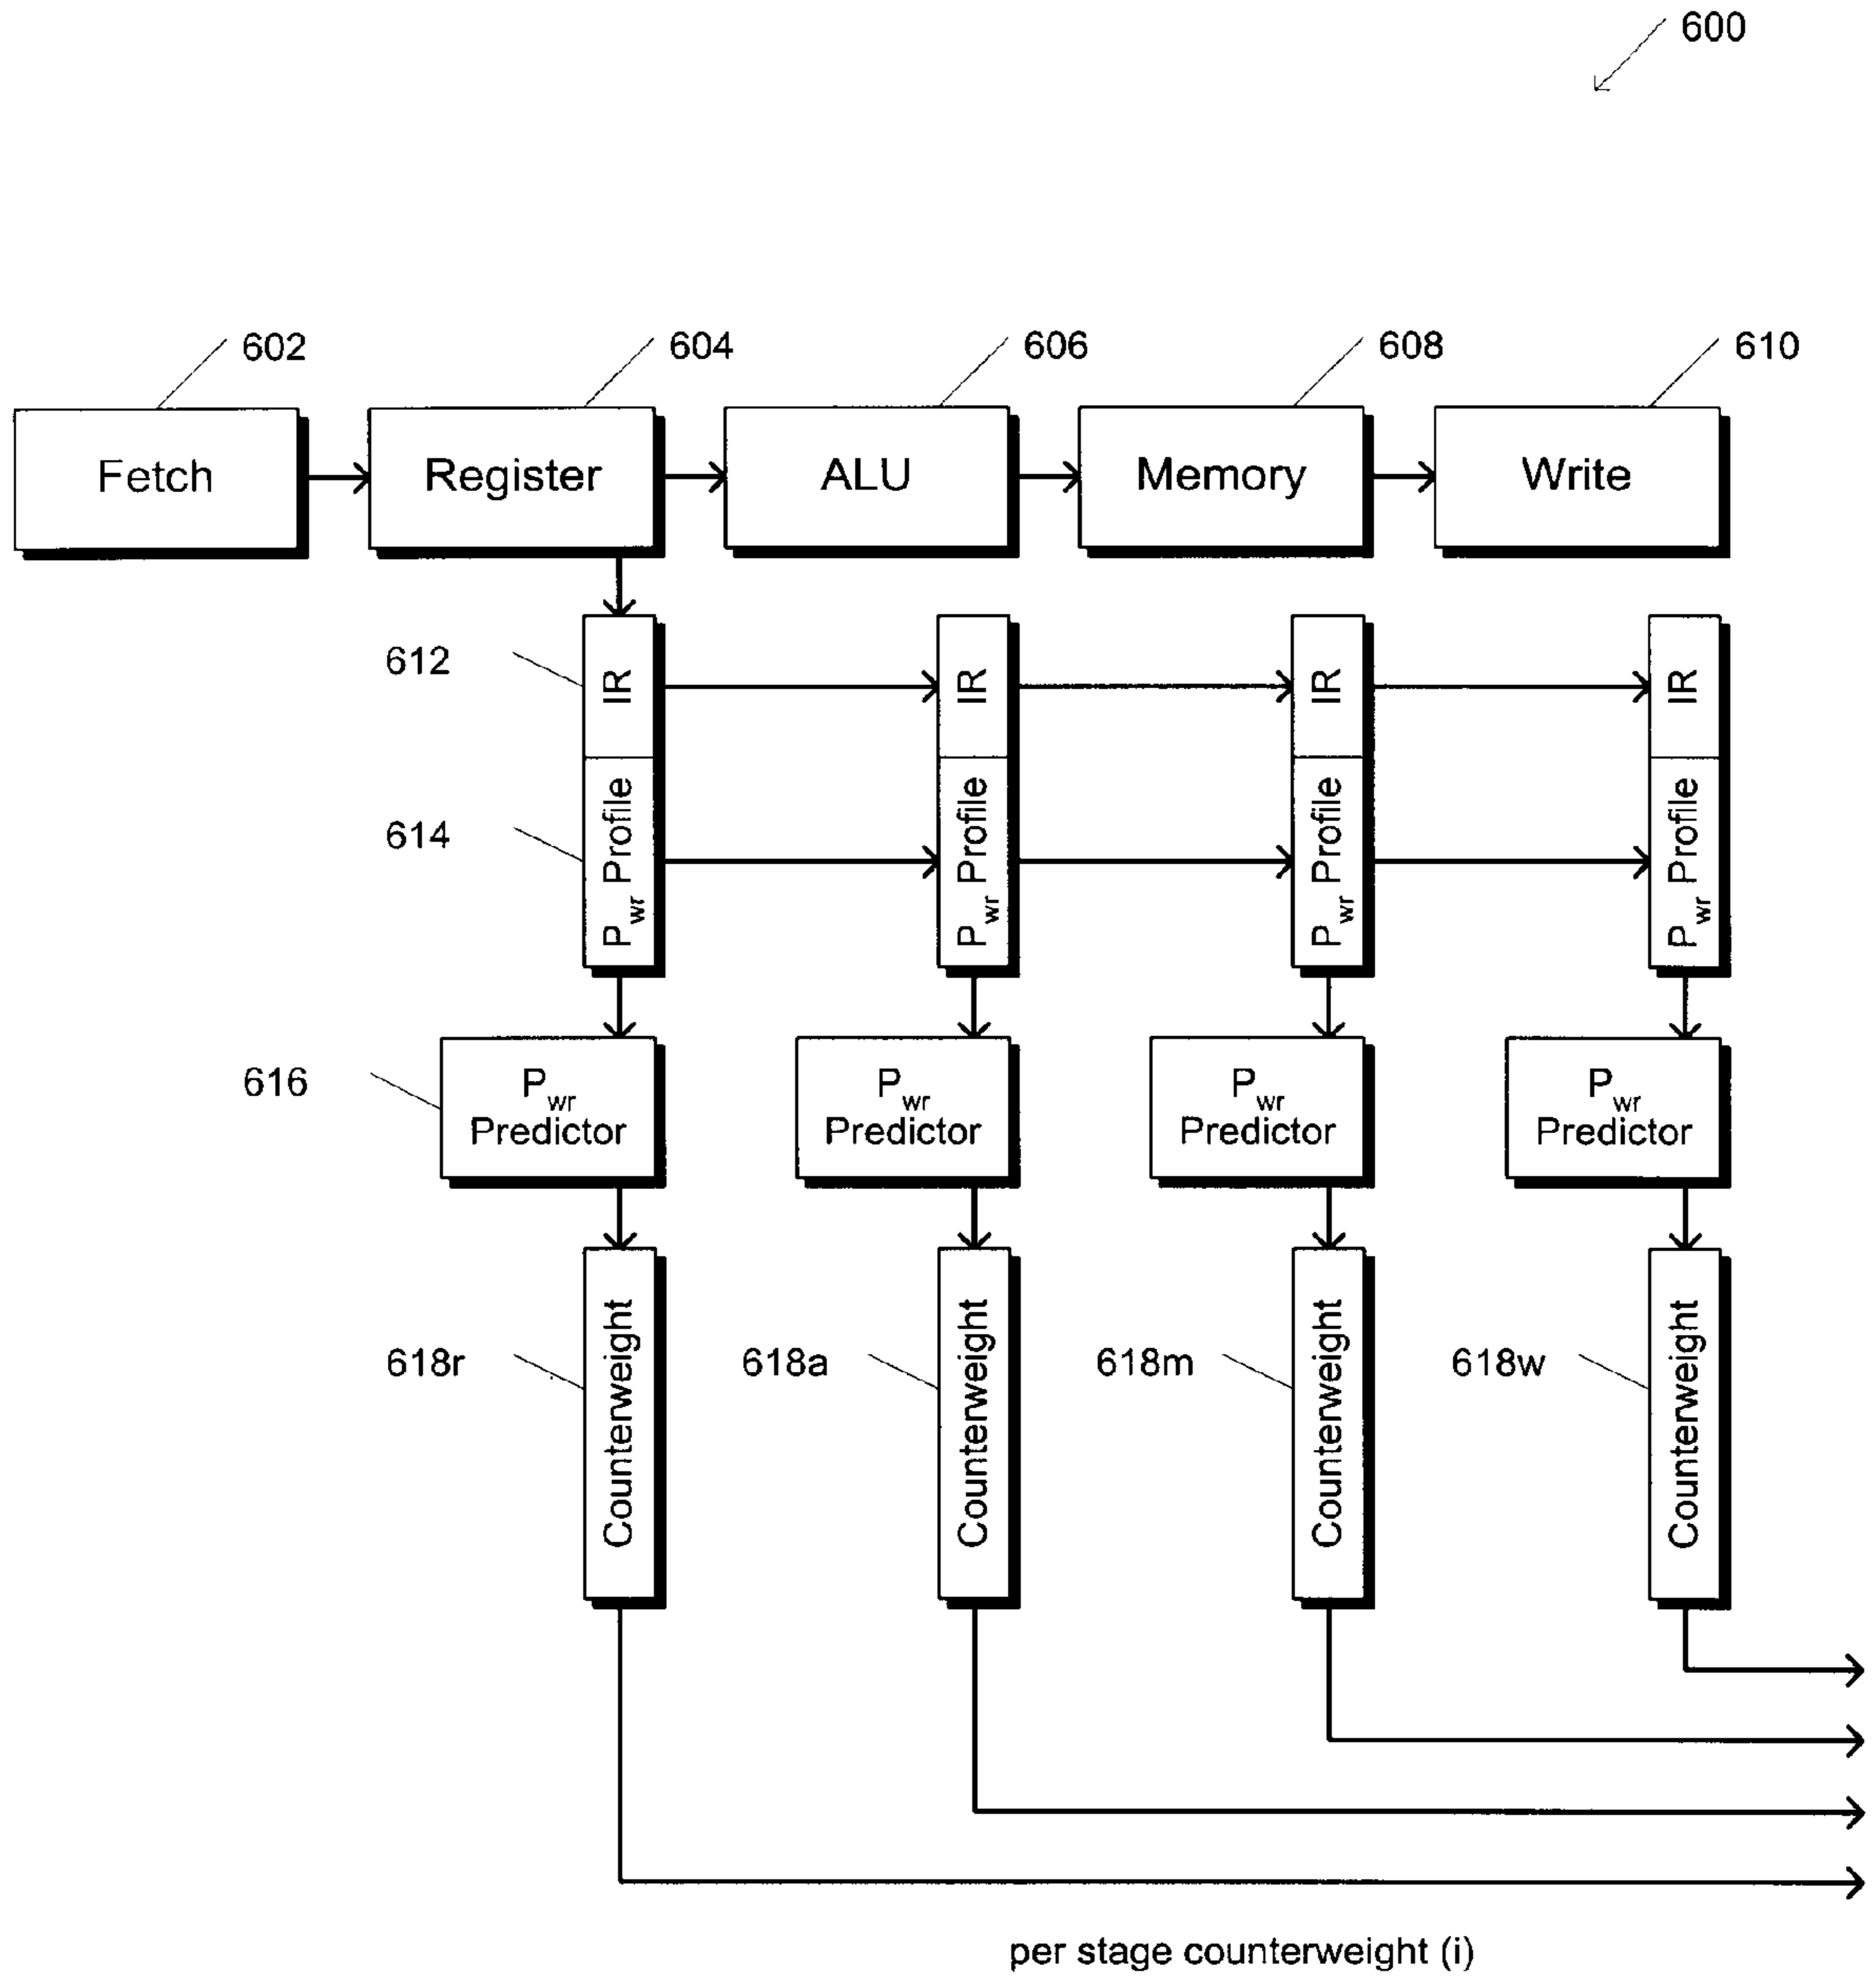 600
602
604
606
608
610
Fetch
Register
ALU
Memory
Write
612
IR
IR
IR
IR
614
Pwr Profile
Pwr Profile
Pwr Profile
Pwr Profile
616
Pwr
Predictor
Pwr
Predictor
Pwr
Predictor
Pwr
Predictor
618r
Counterweight
618a
Counterweight
618m
Counterweight
618w
Counterweight
per stage counterweight (i)